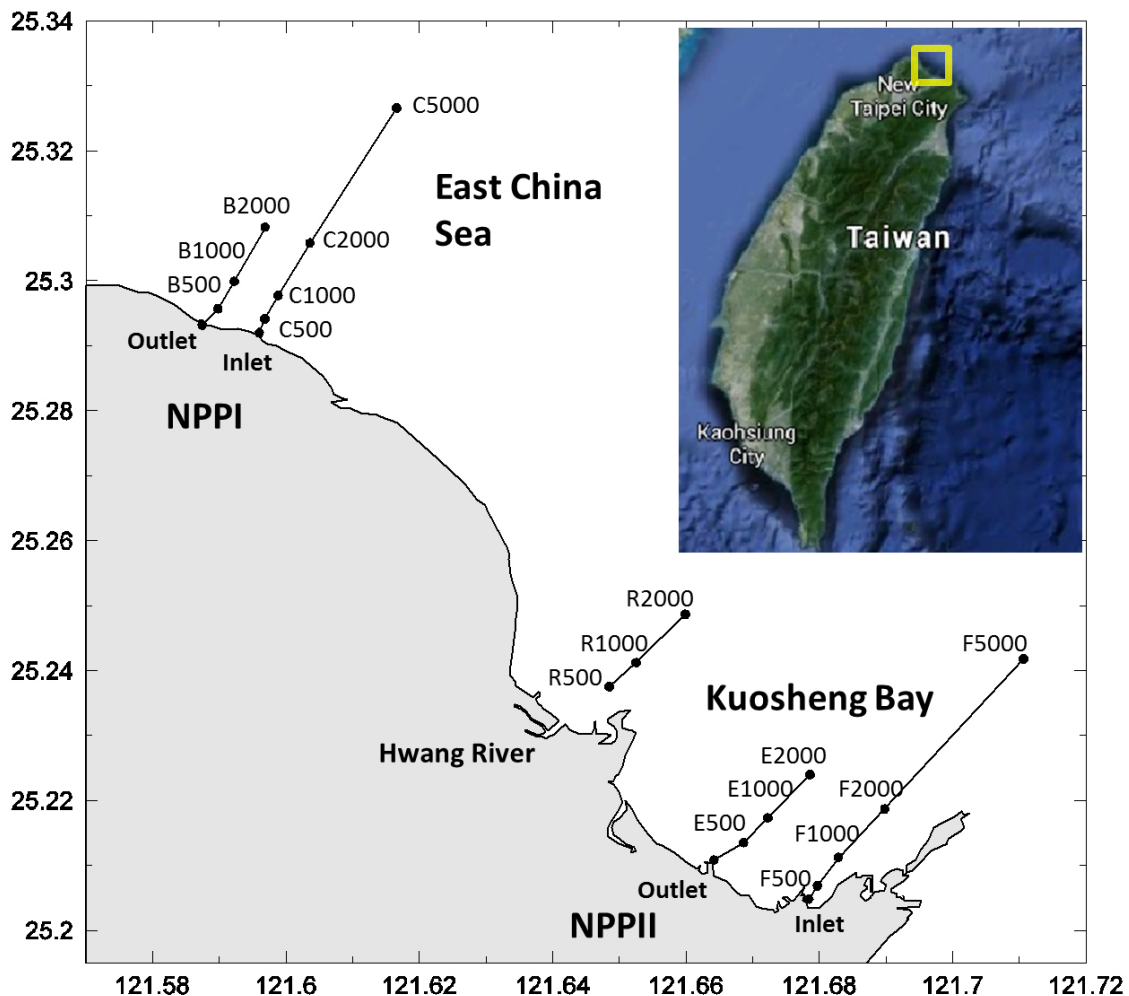 25.34
25.32
25.3
25.28
25.26
25.24
25.22
25.2
121.58
121.6
121.62
121.64
121.66
121.68
121.7
121.72
C5000
East China
Sea
B2000
C2000
B1000
B500
C1000
C500
Outlet
Inlet
NPPI
New
Taipei City
Taiwan
Kaohsiung
City
R2000
R1000
R500
F5000
Kuosheng Bay
Hwang River
E2000
E1000
F2000
E500
F1000
F500
Outlet
Inlet
NPPII